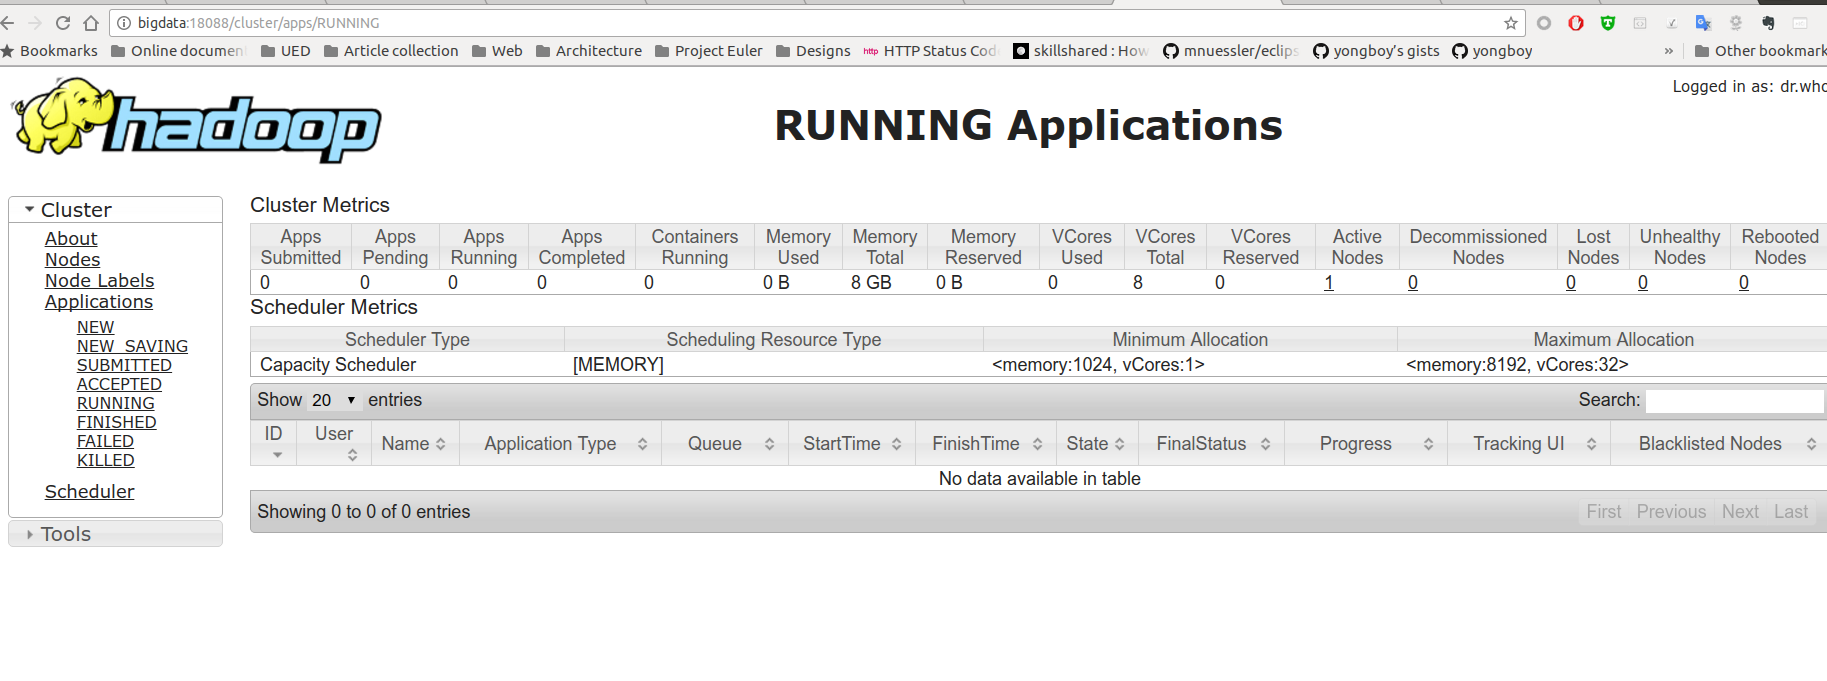 bigdata:18088/cluster/apps/RUNNING
Bookmarks Online documen UED Article collection Web Architecture Project Euler Designs http HTTP Status Cod skillshared : How mnuessler/eclips yongboy's gists yongboy » Other bookmark
Logged in as: dr.who
hadoop
RUNNING Applications
Cluster
About
Nodes
Node Labels
Applications
NEW
NEW_SAVING
SUBMITTED
ACCEPTED
RUNNING
FINISHED
FAILED
KILLED
Scheduler
Tools
Cluster Metrics
Apps Submitted Apps Pending Apps Running Apps Completed Containers Running Memory Used Memory Total Memory Reserved VCores Used VCores Total VCores Reserved Active Nodes Decommissioned Nodes Lost Nodes Unhealthy Nodes Rebooted Nodes
0 0 0 0 0 0 B 8 GB 0 B 0 8 0 1 0 0 0 0
Scheduler Metrics
Scheduler Type Scheduling Resource Type Minimum Allocation Maximum Allocation
Capacity Scheduler [MEMORY] <memory:1024, vCores:1> <memory:8192, vCores:32>
Show 20 entries Search:
ID User Name Application Type Queue StartTime FinishTime State FinalStatus Progress Tracking UI Blacklisted Nodes
No data available in table
Showing 0 to 0 of 0 entries First Previous Next Last